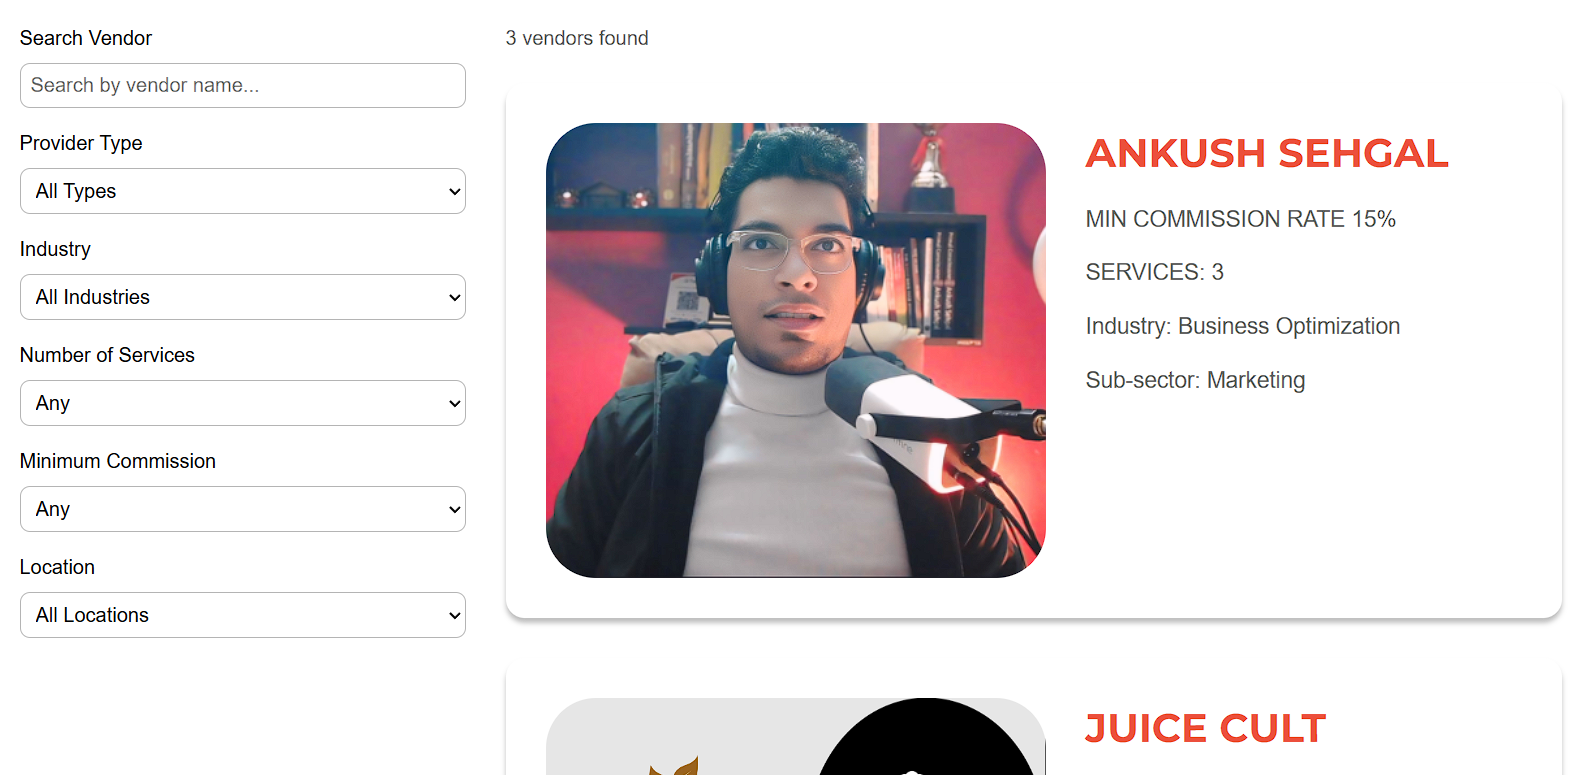 Search Vendor
Search by vendor name...
Provider Type
All Types
Industry
All Industries
Number of Services
Any
Minimum Commission
Any
Location
All Locations
3 vendors found
ANKUSH SEHGAL
MIN COMMISSION RATE 15%
SERVICES: 3
Industry: Business Optimization
Sub-sector: Marketing
JUICE CULT